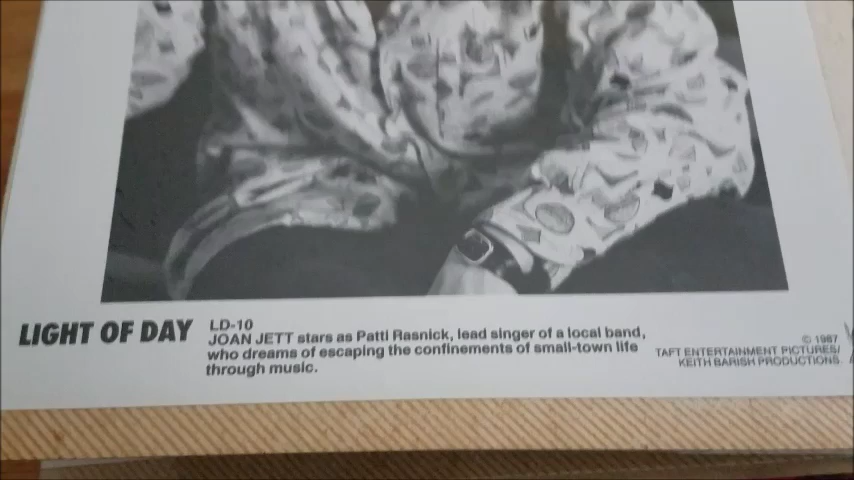 LIGHT OF DAY
LD-10
JOAN JETT stars as Patti Rasnick, lead singer of a local band,
who dreams of escaping the confinements of small-town life
through music.
© 1987
TAFT ENTERTAINMENT PICTURES/
KEITH BARISH PRODUCTIONS.